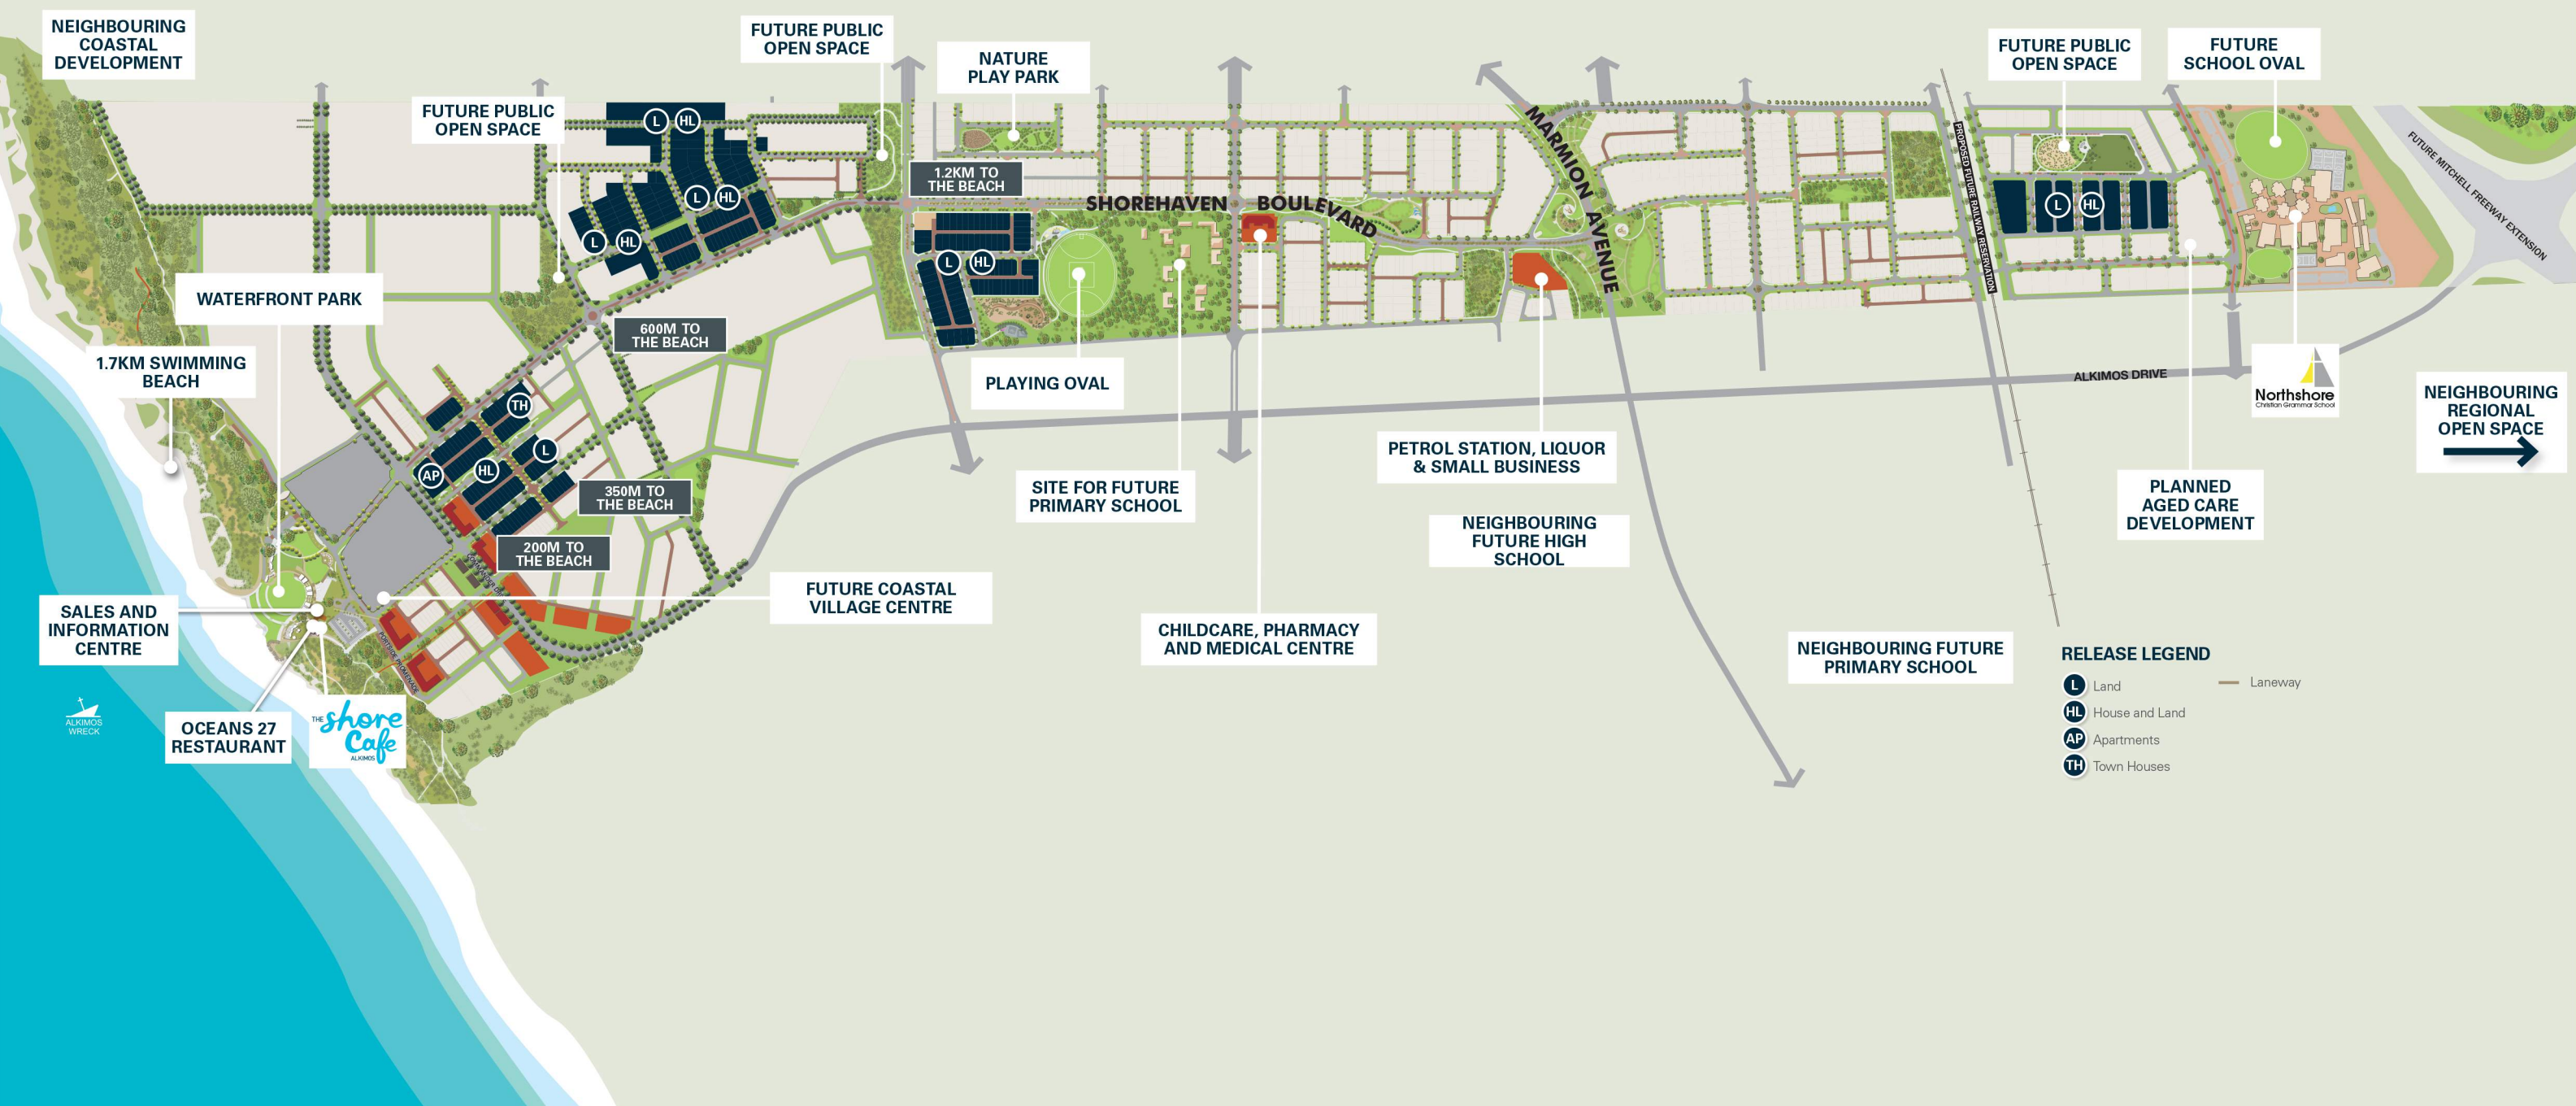 NEIGHBOURING
COASTAL
DEVELOPMENT
FUTURE PUBLIC
OPEN SPACE
FUTURE PUBLIC
OPEN SPACE
NATURE
PLAY PARK
FUTURE PUBLIC
OPEN SPACE
FUTURE
SCHOOL OVAL
L HL
L HL
L HL
1.2KM TO
THE BEACH
SHOREHAVEN BOULEVARD
MARMION AVENUE
PROPOSED FUTURE RAILWAY RESERVATION
FUTURE MITCHELL FREEWAY EXTENSION
L HL
L HL
WATERFRONT PARK
600M TO
THE BEACH
1.7KM SWIMMING
BEACH
PLAYING OVAL
ALKIMOS DRIVE
Northshore
Christian Grammar School
NEIGHBOURING
REGIONAL
OPEN SPACE
TH
L
HL
AP
350M TO
THE BEACH
SITE FOR FUTURE
PRIMARY SCHOOL
PETROL STATION, LIQUOR
& SMALL BUSINESS
PLANNED
AGED CARE
DEVELOPMENT
200M TO
THE BEACH
NEIGHBOURING
FUTURE HIGH
SCHOOL
FUTURE COASTAL
VILLAGE CENTRE
SALES AND
INFORMATION
CENTRE
PORTSIDE PROMENADE
CHILDCARE, PHARMACY
AND MEDICAL CENTRE
NEIGHBOURING FUTURE
PRIMARY SCHOOL
ALKIMOS
WRECK
OCEANS 27
RESTAURANT
THE shore
Cafe
ALKIMOS
RELEASE LEGEND
L Land
Laneway
HL House and Land
AP Apartments
TH Town Houses